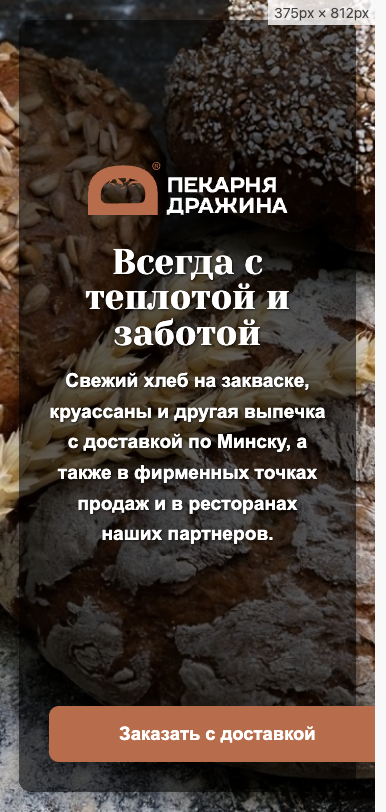 375px × 812px
®
ПЕКАРНЯ
ДРАЖИНА
Всегда с
теплотой и
заботой
Свежий хлеб на закваске,
круассаны и другая выпечка
с доставкой по Минску, а
также в фирменных точках
продаж и в ресторанах
наших партнеров.
Заказать с доставкой